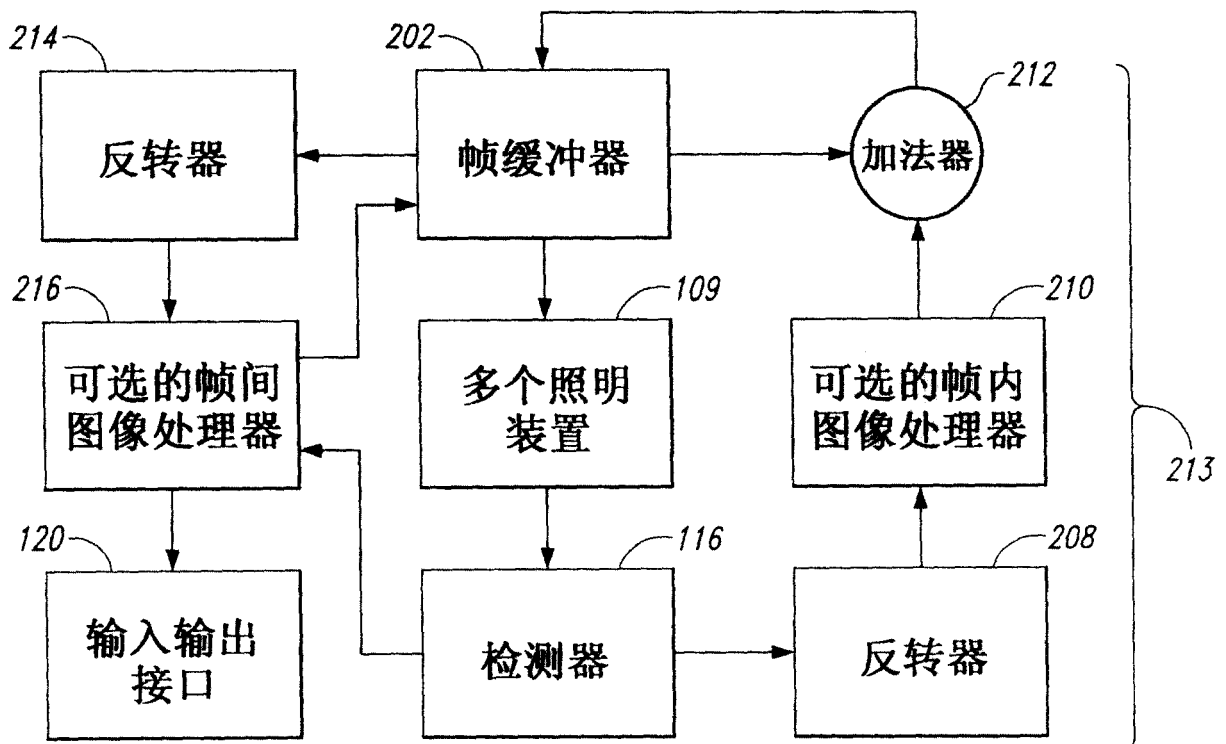 214
202
212
反转器
帧缓冲器
加法器
216
109
210
可选的帧间
图像处理器
多个照明
装置
可选的帧内
图像处理器
213
120
116
208
输入输出
接口
检测器
反转器